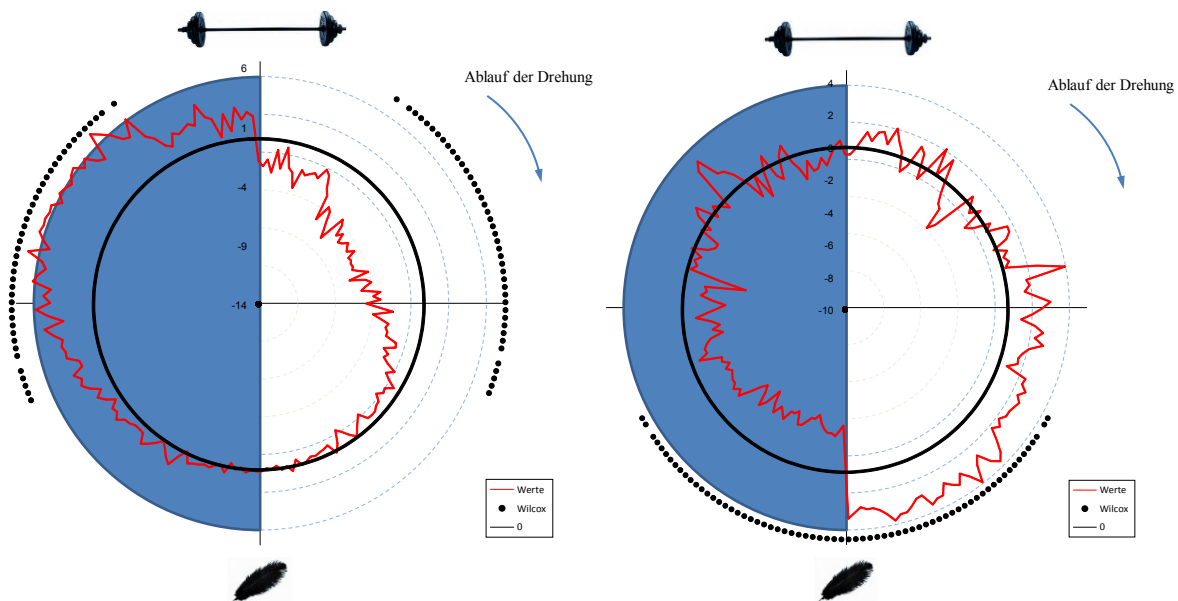 6
1
-4
-9
-14
Ablauf der Drehung
Werte
Wilcox
0
4
2
0
-2
-4
-6
-8
-10
Ablauf der Drehung
Werte
Wilcox
0